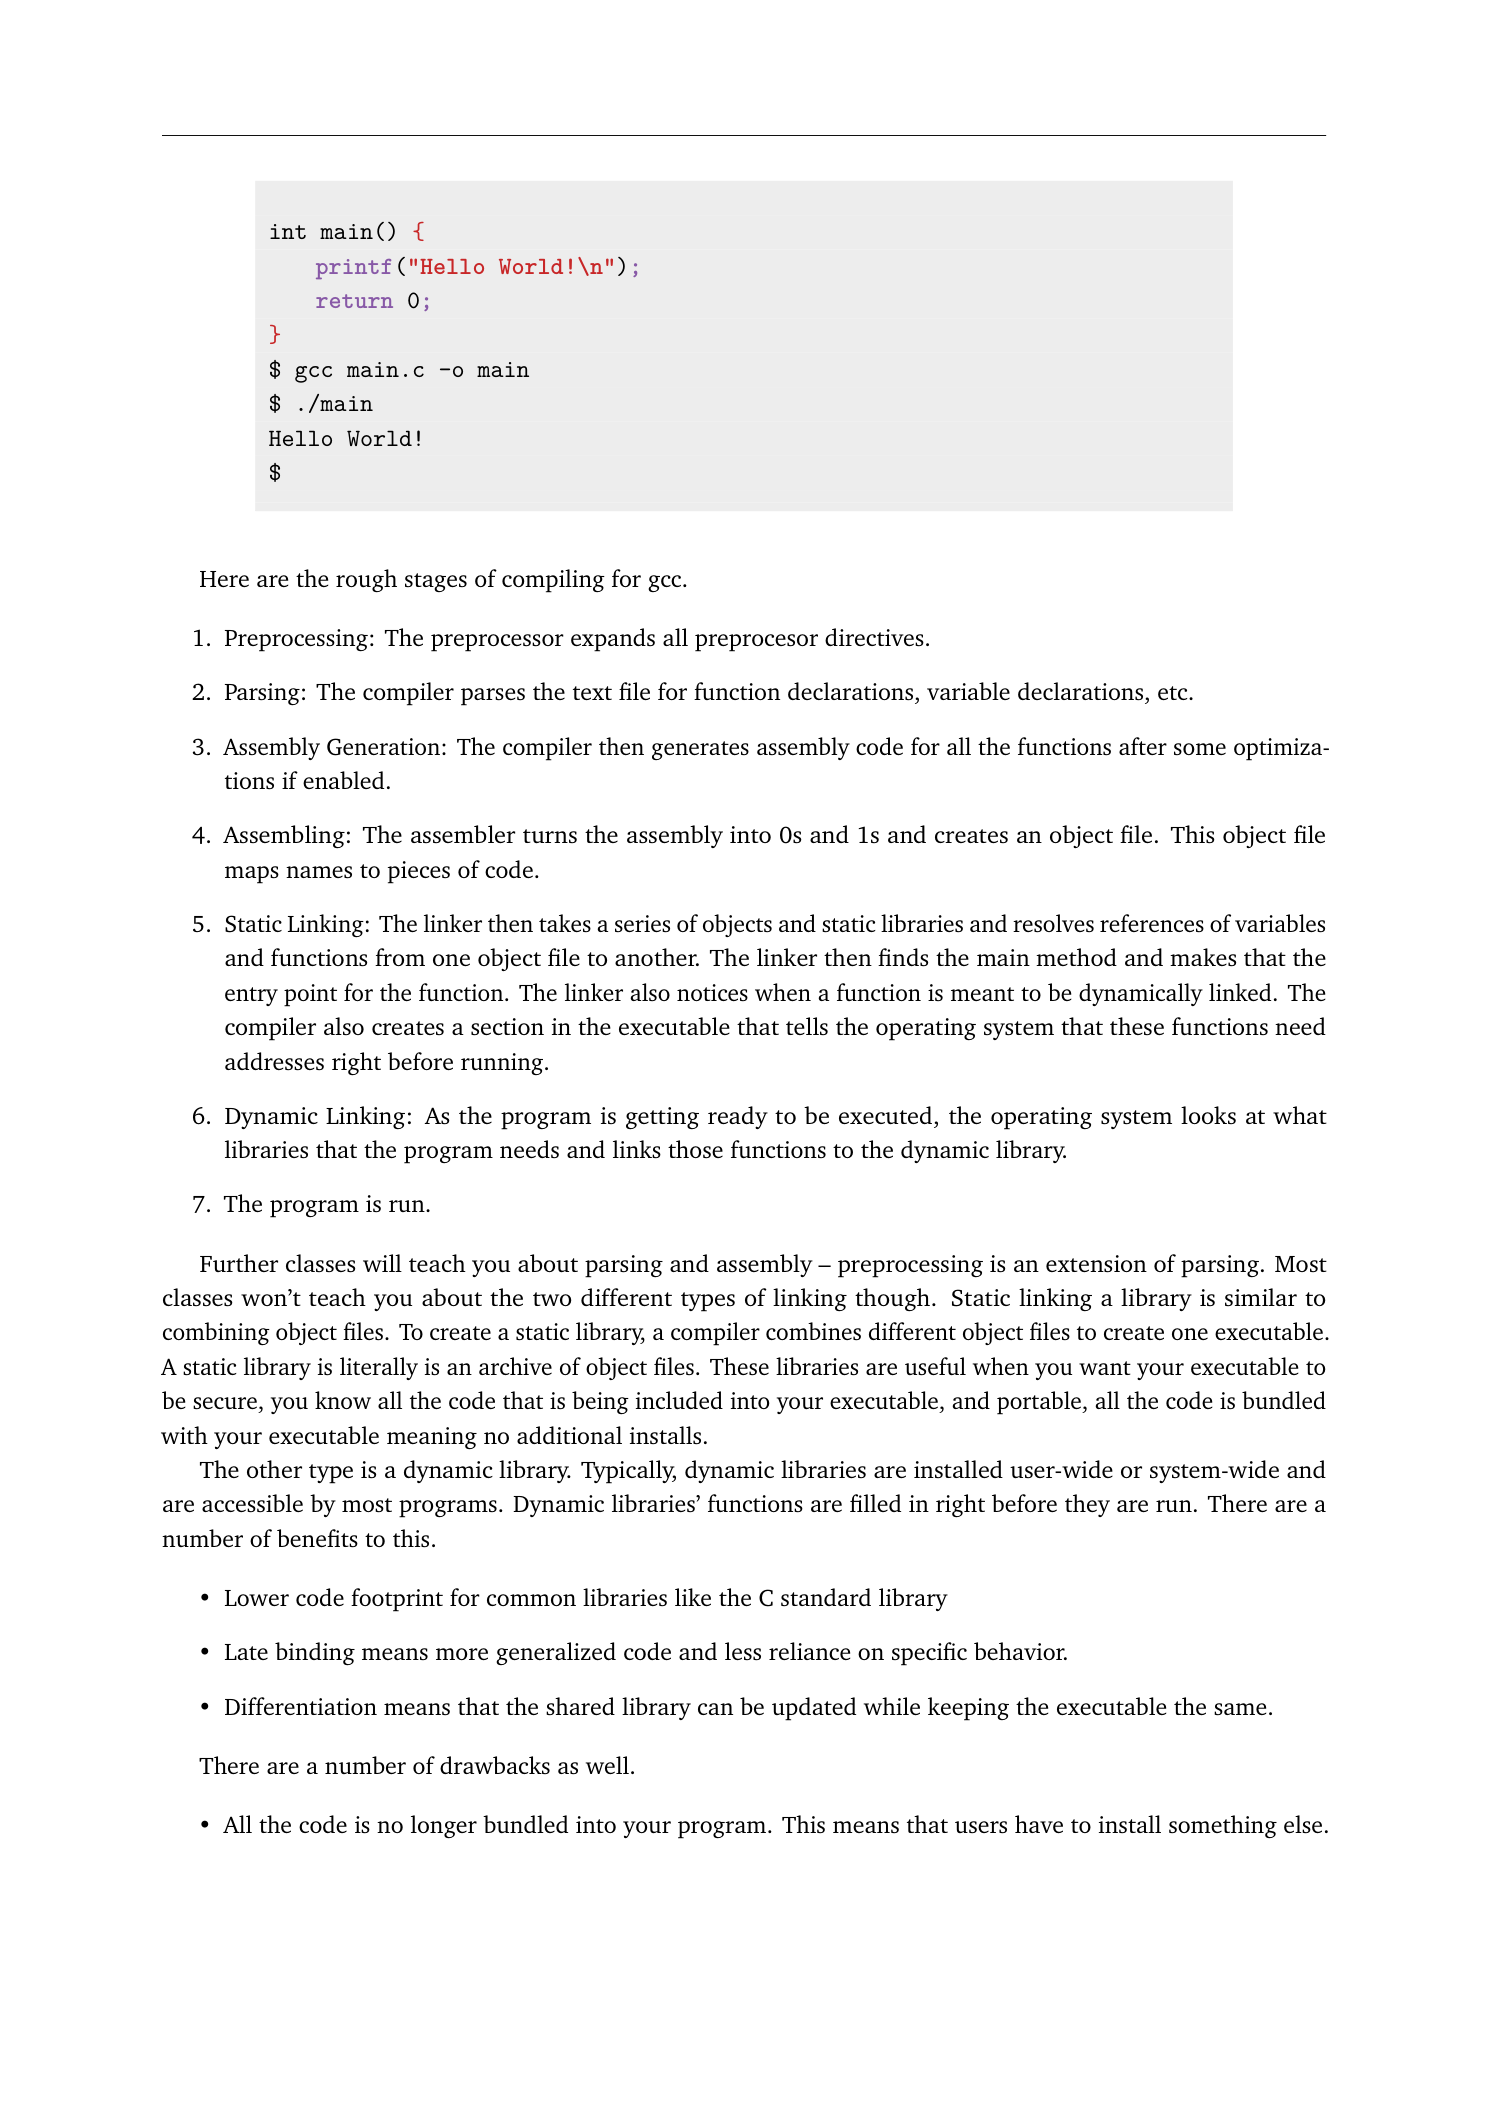 int main() {
printf("Hello World!\n");
return 0;
}
$ gcc main.c -o main
$ ./main
Hello World!
$
Here are the rough stages of compiling for gcc.
1. Preprocessing: The preprocessor expands all preprocesor directives.
2. Parsing: The compiler parses the text file for function declarations, variable declarations, etc.
3. Assembly Generation: The compiler then generates assembly code for all the functions after some optimiza-
tions if enabled.
4. Assembling: The assembler turns the assembly into 0s and 1s and creates an object file. This object file
maps names to pieces of code.
5. Static Linking: The linker then takes a series of objects and static libraries and resolves references of variables
and functions from one object file to another. The linker then finds the main method and makes that the
entry point for the function. The linker also notices when a function is meant to be dynamically linked. The
compiler also creates a section in the executable that tells the operating system that these functions need
addresses right before running.
6. Dynamic Linking: As the program is getting ready to be executed, the operating system looks at what
libraries that the program needs and links those functions to the dynamic library.
7. The program is run.
Further classes will teach you about parsing and assembly – preprocessing is an extension of parsing. Most
classes won’t teach you about the two different types of linking though. Static linking a library is similar to
combining object files. To create a static library, a compiler combines different object files to create one executable.
A static library is literally is an archive of object files. These libraries are useful when you want your executable to
be secure, you know all the code that is being included into your executable, and portable, all the code is bundled
with your executable meaning no additional installs.
The other type is a dynamic library. Typically, dynamic libraries are installed user-wide or system-wide and
are accessible by most programs. Dynamic libraries’ functions are filled in right before they are run. There are a
number of benefits to this.
• Lower code footprint for common libraries like the C standard library
• Late binding means more generalized code and less reliance on specific behavior.
• Differentiation means that the shared library can be updated while keeping the executable the same.
There are a number of drawbacks as well.
• All the code is no longer bundled into your program. This means that users have to install something else.